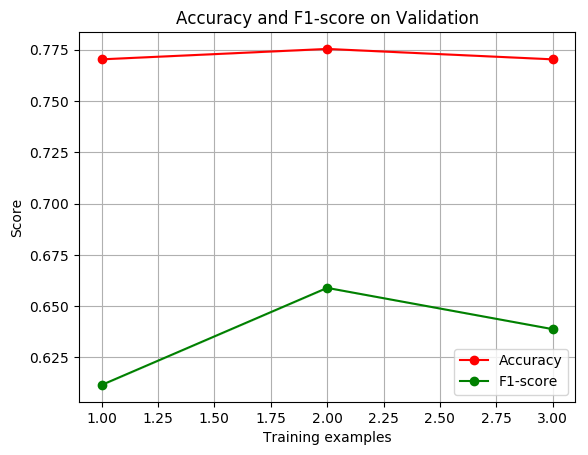 Accuracy and F1-score on Validation
0.775
0.750
0.725
0.700
0.675
0.650
0.625
Score
1.00 1.25 1.50 1.75 2.00 2.25 2.50 2.75 3.00
Training examples
Accuracy
F1-score